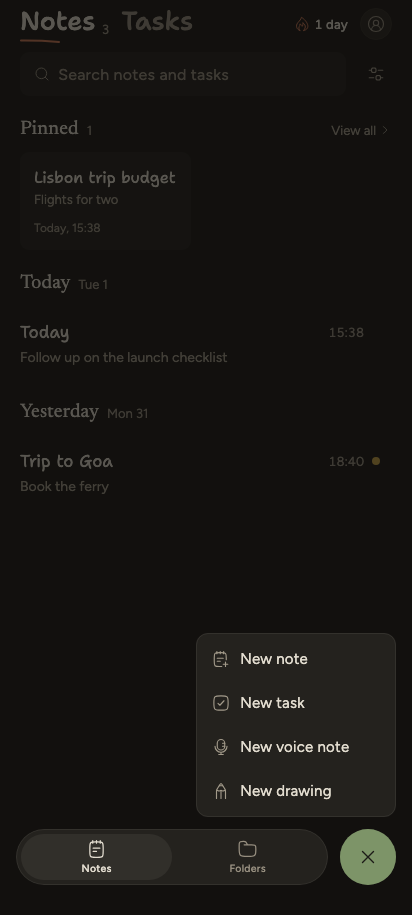 Notes 3 Tasks
1 day
Search notes and tasks
Pinned 1
View all
Lisbon trip budget
Flights for two
Today, 15:38
Today Tue 1
Today 15:38
Follow up on the launch checklist
Yesterday Mon 31
Trip to Goa 18:40
Book the ferry
New note
New task
New voice note
New drawing
Notes
Folders